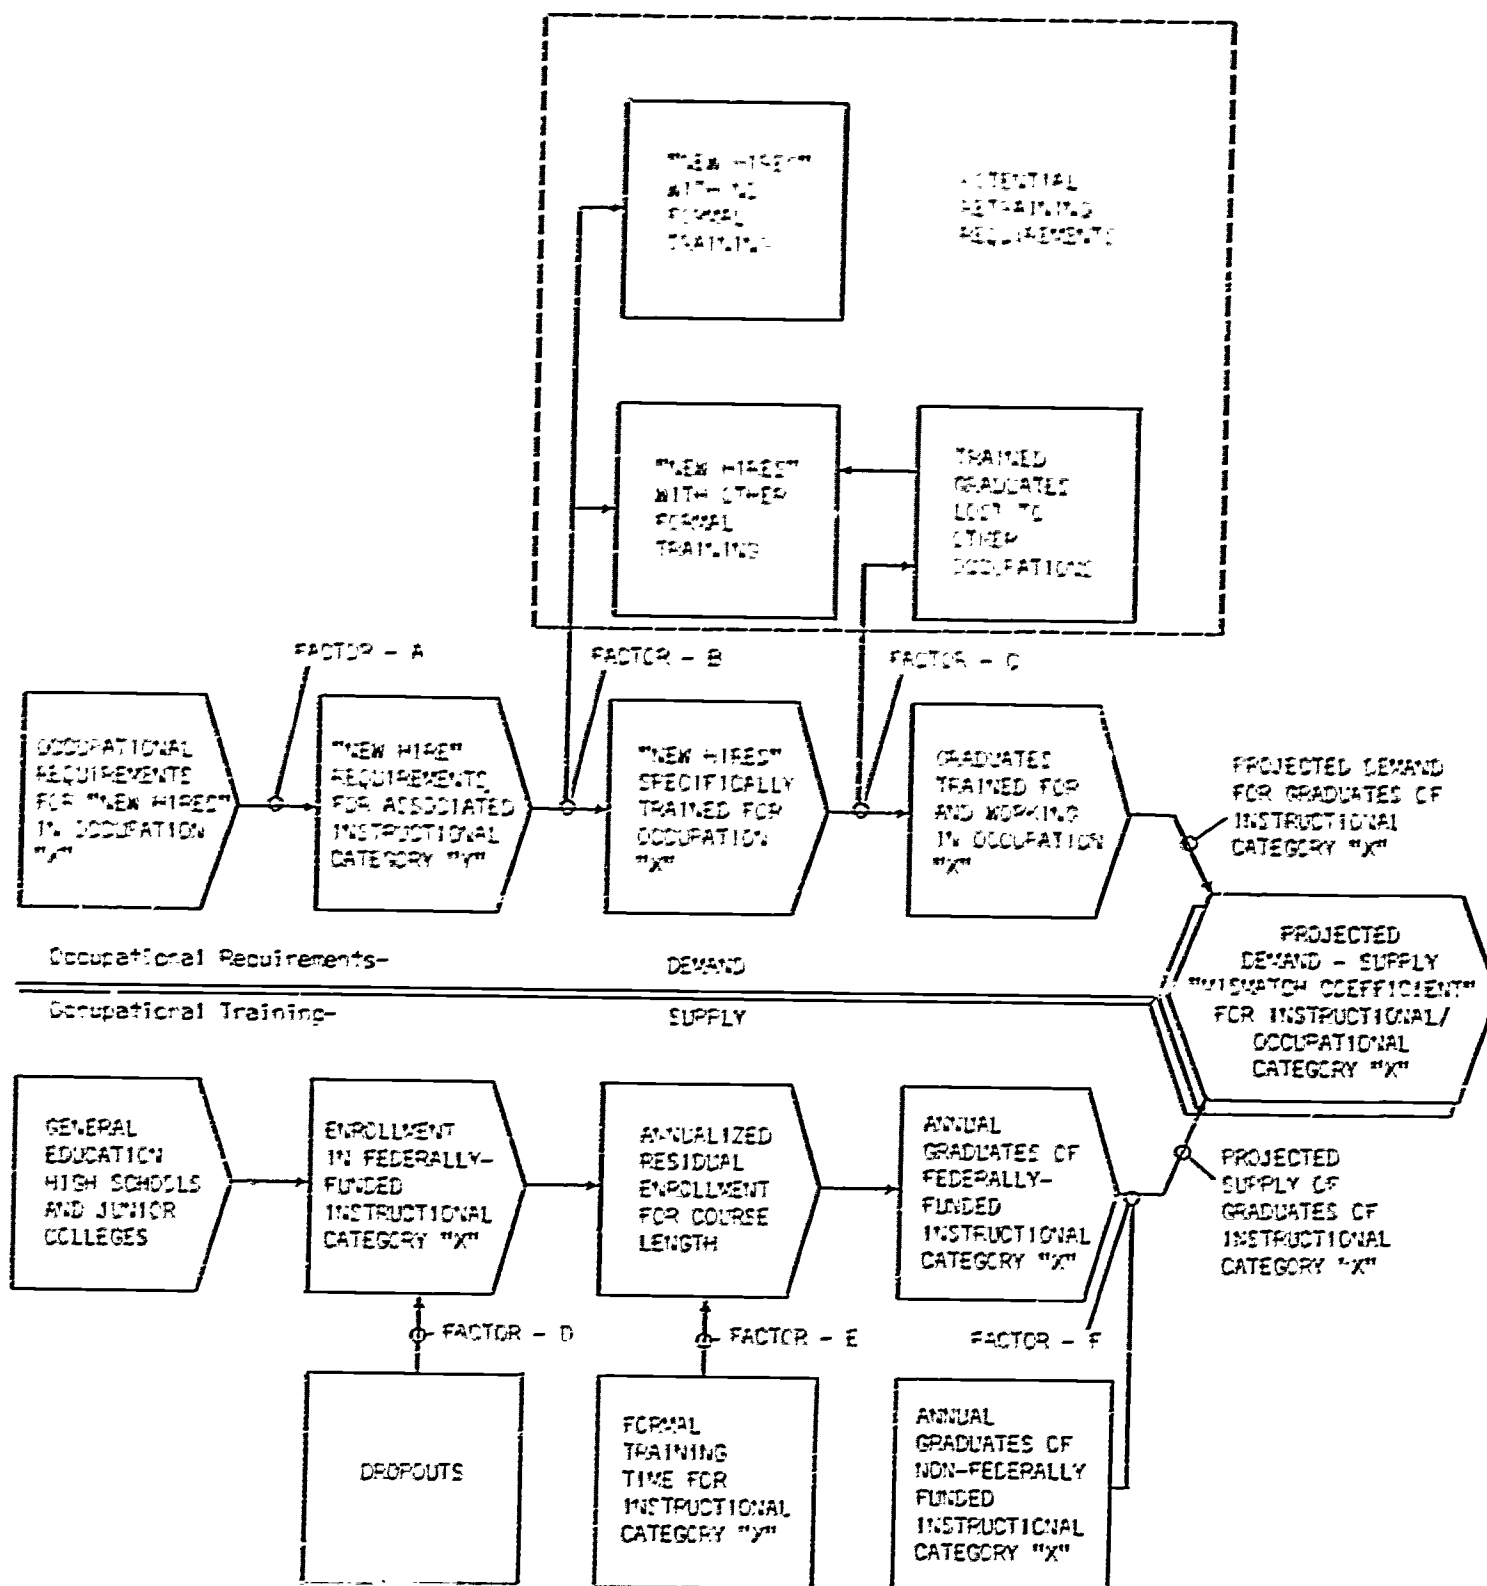 "NEW HIRES"
WITH NO
FORMAL
TRAINING
POTENTIAL
RETRAINING
REQUIREMENTS
"NEW HIRES"
WITH OTHER
FORMAL
TRAINING
TRAINED
GRADUATES
LOST TO
OTHER
OCCUPATIONS
FACTOR - A
FACTOR - B
FACTOR - C
OCCUPATIONAL
REQUIREMENTS
FOR "NEW HIRES"
IN OCCUPATION
"X"
"NEW HIRE"
REQUIREMENTS
FOR ASSOCIATED
INSTRUCTIONAL
CATEGORY
"NEW HIRES"
SPECIFICALLY
TRAINED FOR
OCCUPATION
"X"
GRADUATES
TRAINED FOR
AND WORKING
IN OCCUPATION
"X"
PROJECTED DEMAND
FOR GRADUATES OF
INSTRUCTIONAL
CATEGORY "X"
PROJECTED
DEMAND - SUPPLY
"MISMATCH COEFFICIENT"
FOR INSTRUCTIONAL/
OCCUPATIONAL
CATEGORY "X"
Occupational Requirements-
DEMAND
Occupational Training-
SUPPLY
GENERAL
EDUCATION
HIGH SCHOOLS
AND JUNIOR
COLLEGES
ENROLLMENT
IN FEDERALLY-
FUNDED
INSTRUCTIONAL
CATEGORY "X"
ANNUALIZED
RESIDUAL
ENROLLMENT
FOR COURSE
LENGTH
ANNUAL
GRADUATES OF
FEDERALLY-
FUNDED
INSTRUCTIONAL
CATEGORY "X"
PROJECTED
SUPPLY OF
GRADUATES OF
INSTRUCTIONAL
CATEGORY "X"
FACTOR - D
FACTOR - E
FACTOR - F
DROPOUTS
FORMAL
TRAINING
TIME FOR
INSTRUCTIONAL
CATEGORY
ANNUAL
GRADUATES OF
NON-FEDERALLY
FUNDED
INSTRUCTIONAL
CATEGORY "X"